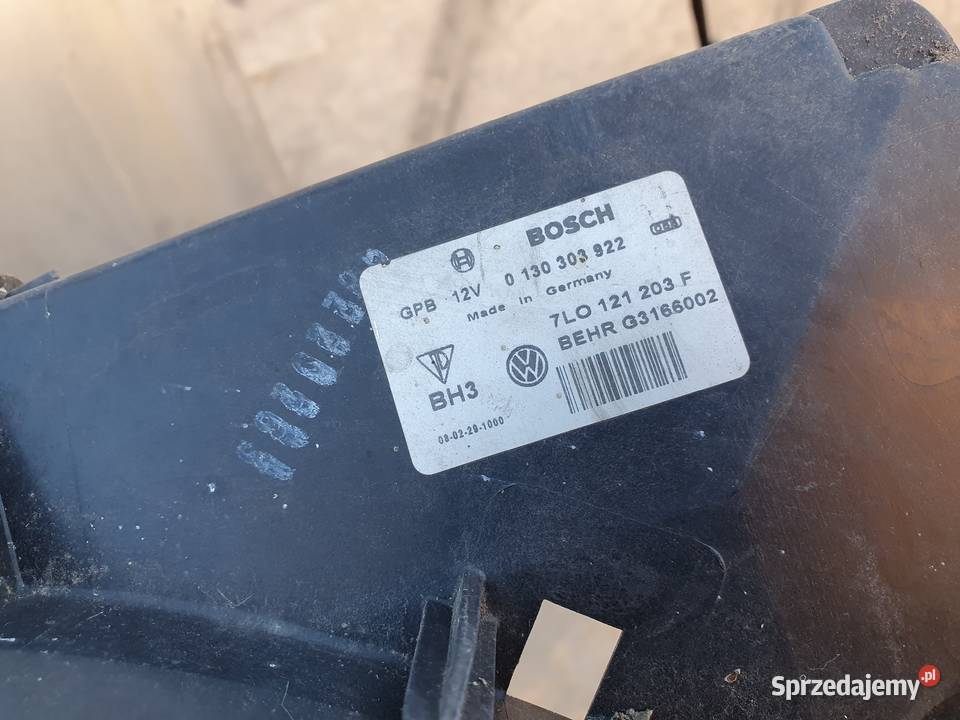 BOSCH
GPB 12V 0 130 303 922
Made in Germany
7L0 121 203 F
BEHR G3166002
BH3
08-02-29-1000
Sprzedajemy.pl